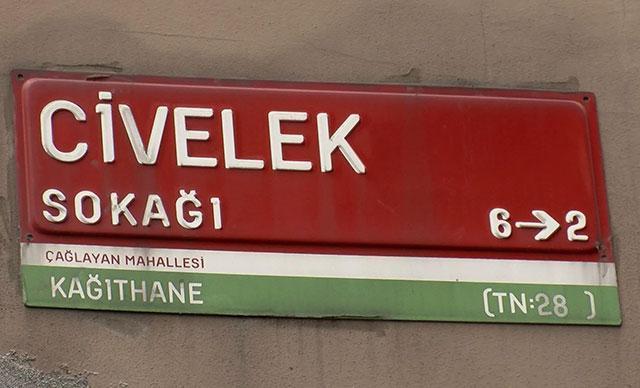 CİVELEK
SOKAĞI 6→2
ÇAĞLAYAN MAHALLESİ
KAĞITHANE (TN:28 )